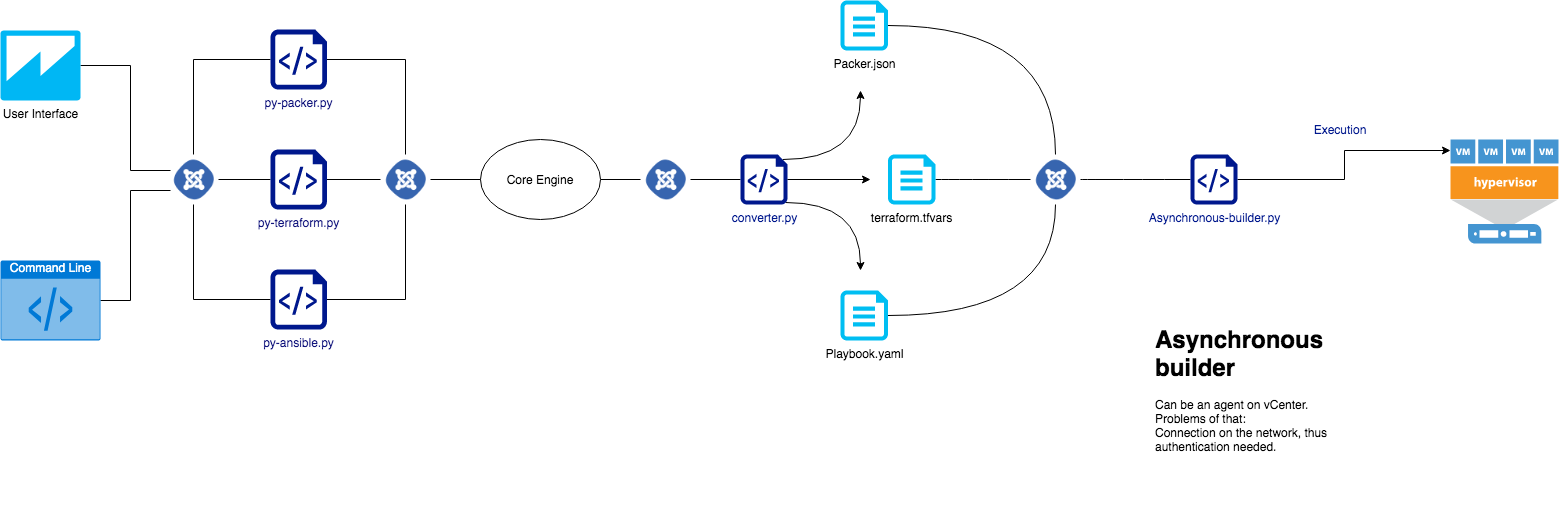 User Interface
Command Line
</>
</>
py-packer.py
</>
py-terraform.py
</>
py-ansible.py
Core Engine
</>
converter.py
Packer.json
terraform.tfvars
Playbook.yaml
</>
Asynchronous-builder.py
Execution
VM VM VM VM
hypervisor
Asynchronous
builder
Can be an agent on vCenter.
Problems of that:
Connection on the network, thus
authentication needed.